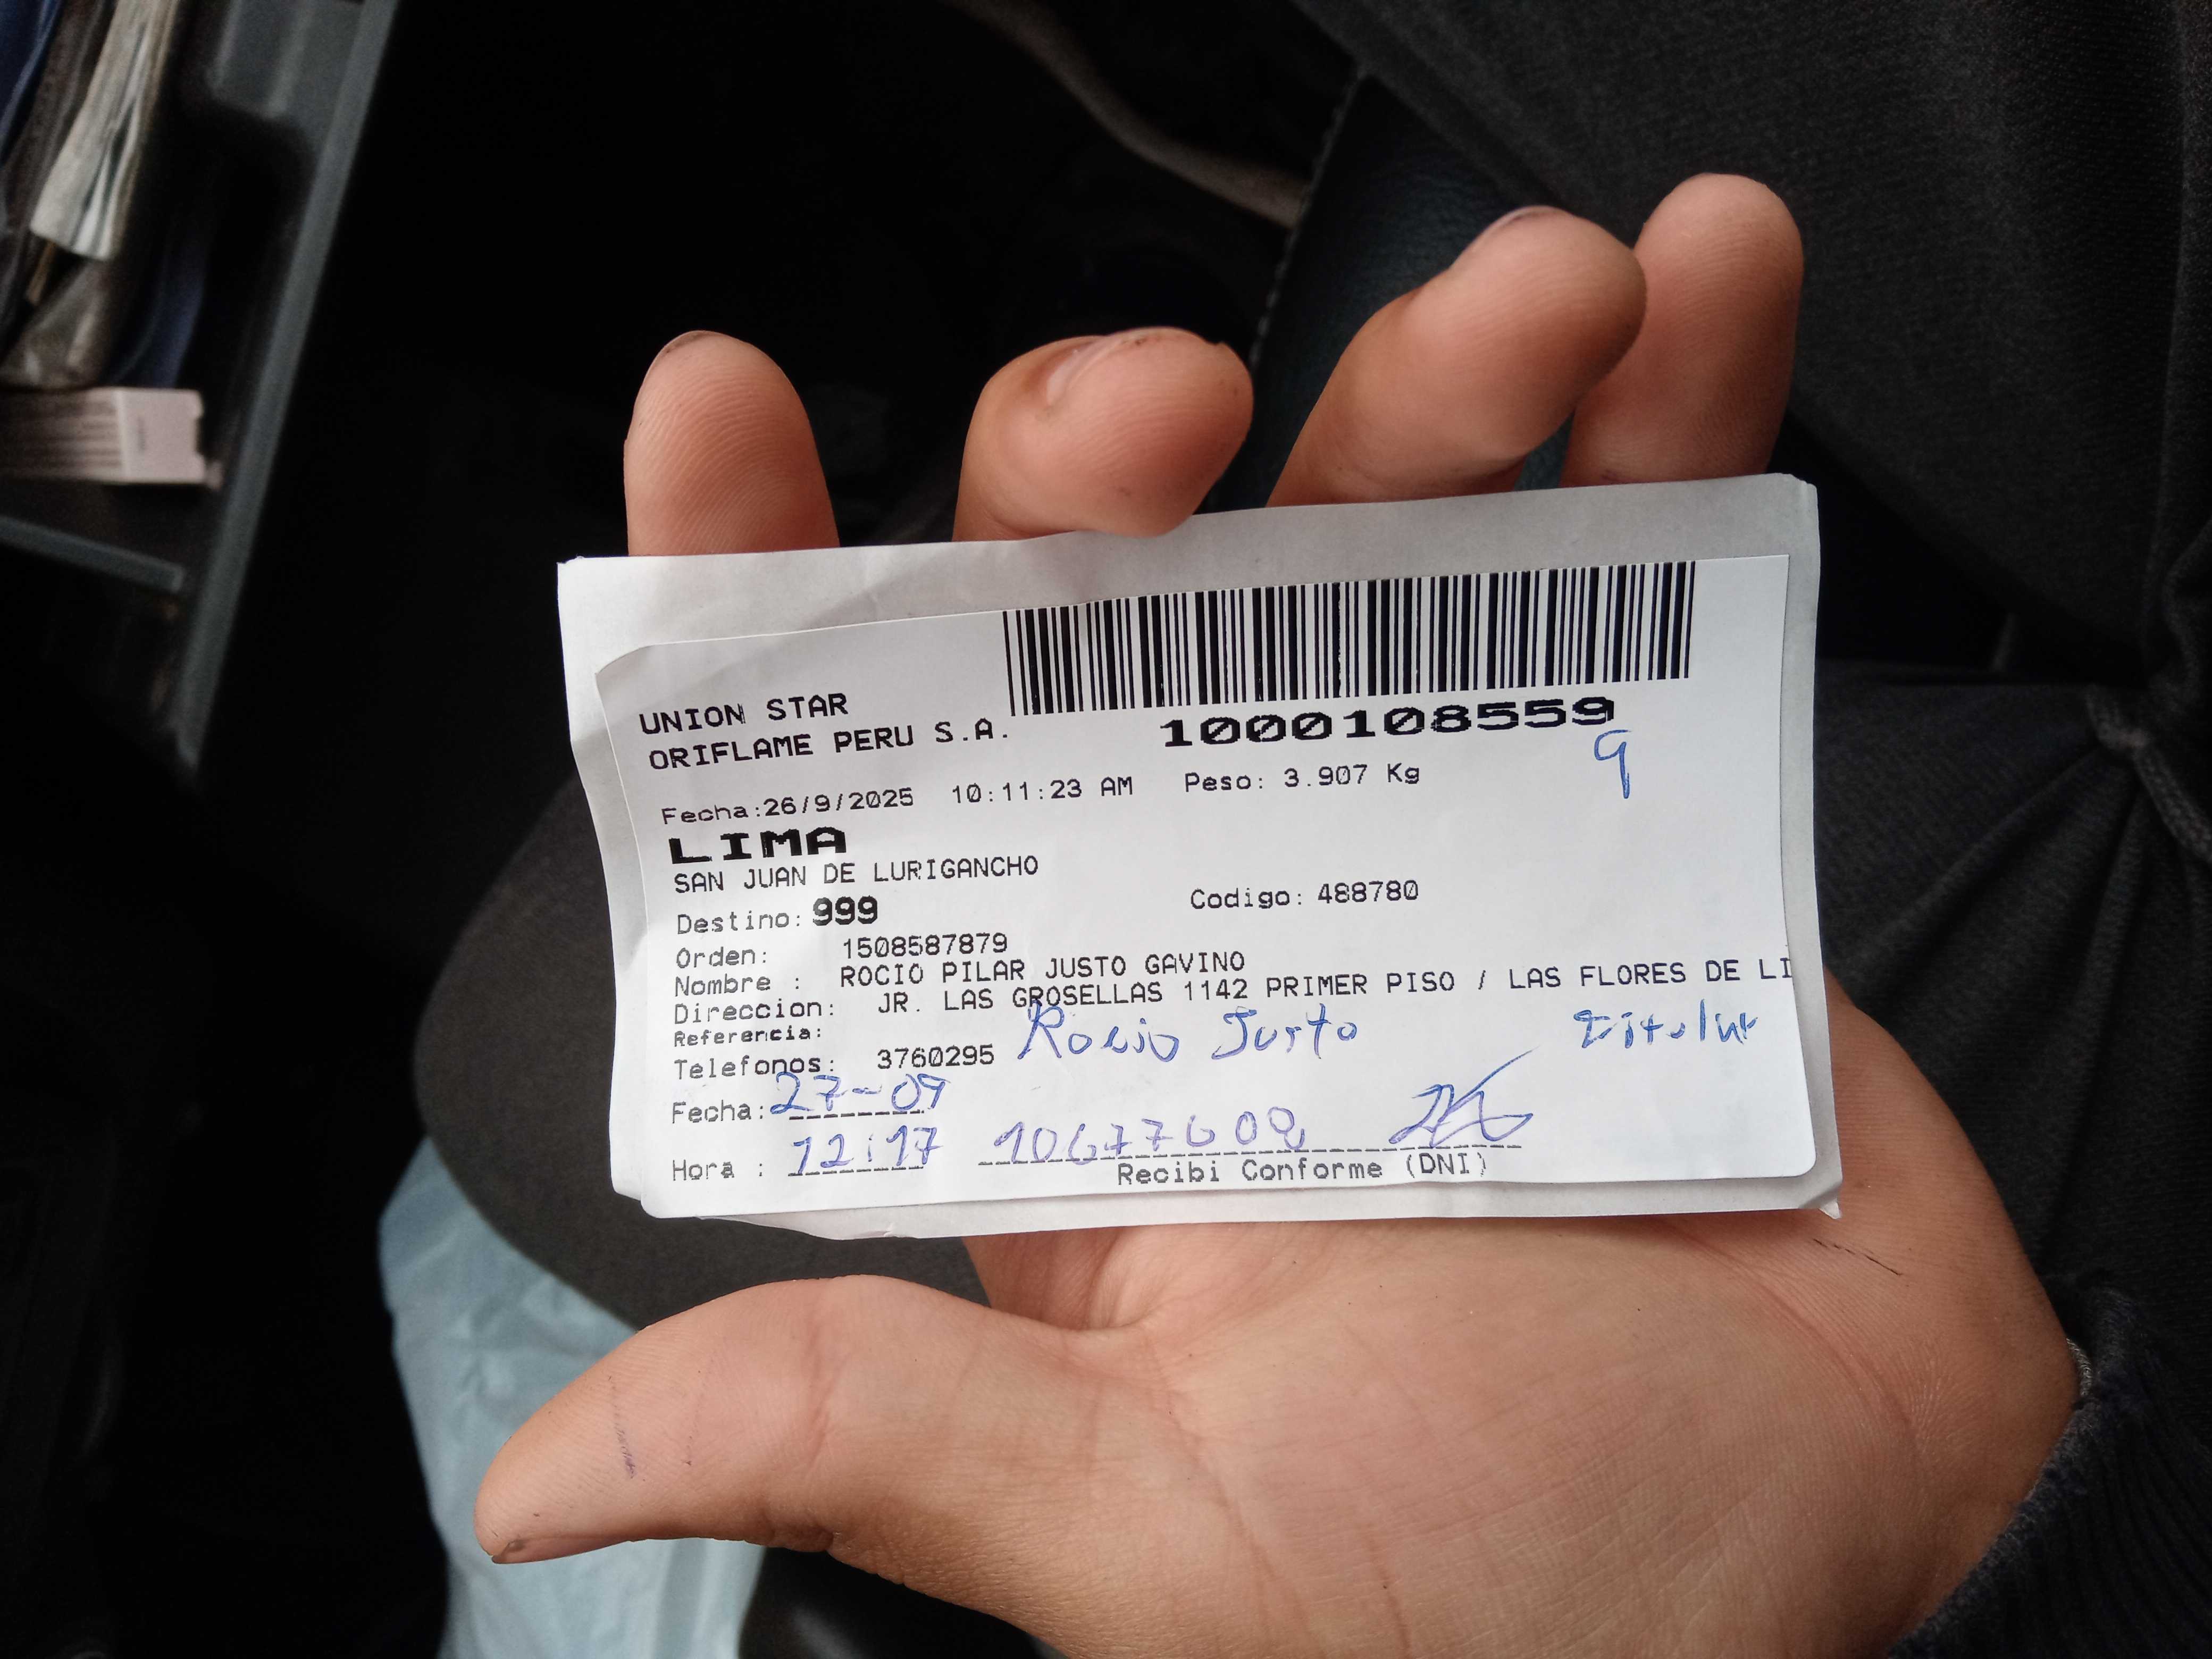 UNION STAR
ORIFLAME PERU S.A.
1000108559
9
Fecha:26/9/2025 10:11:23 AM Peso: 3.907 Kg
LIMA
SAN JUAN DE LURIGANCHO
Destino: 999 Codigo: 488780
Orden: 1508587879
Nombre : ROCIO PILAR JUSTO GAVINO
Direccion: JR. LAS GROSELLAS 1142 PRIMER PISO / LAS FLORES DE LI
Referencia:
Rocio Justo titular
Telefonos: 3760295
Fecha: 27-09
Hora : 12:17
Recibi Conforme (DNI)